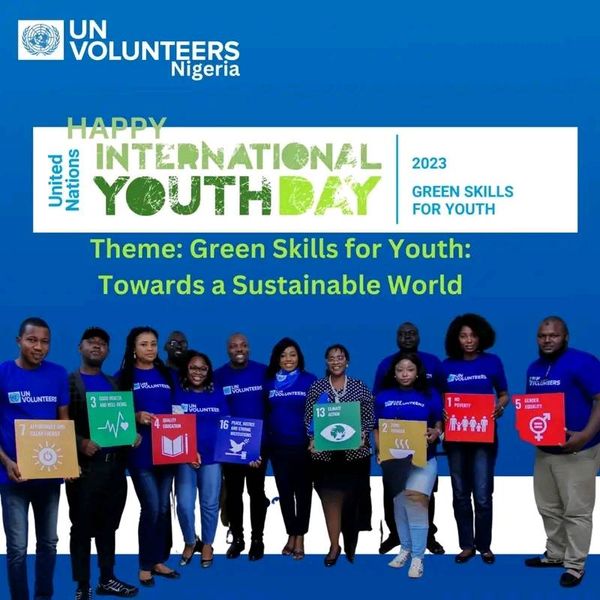 UN
VOLUNTEERS
Nigeria
HAPPY
United
Nations
INTERNATIONAL
YOUTH DAY
2023
GREEN SKILLS
FOR YOUTH
Theme: Green Skills for Youth:
Towards a Sustainable World
UN
VOLUNTEERS
7 AFFORDABLE AND
CLEAN ENERGY
3 GOOD HEALTH
AND WELL-BEING
QUALITY
EDUCATION
16 PEACE, JUSTICE
AND STRONG
INSTITUTIONS
13 CLIMATE
ACTION
2 ZERO
HUNGER
VOLUNTEERS
1 NO
POVERTY
5 GENDER
EQUALITY
VOLUNTEERS